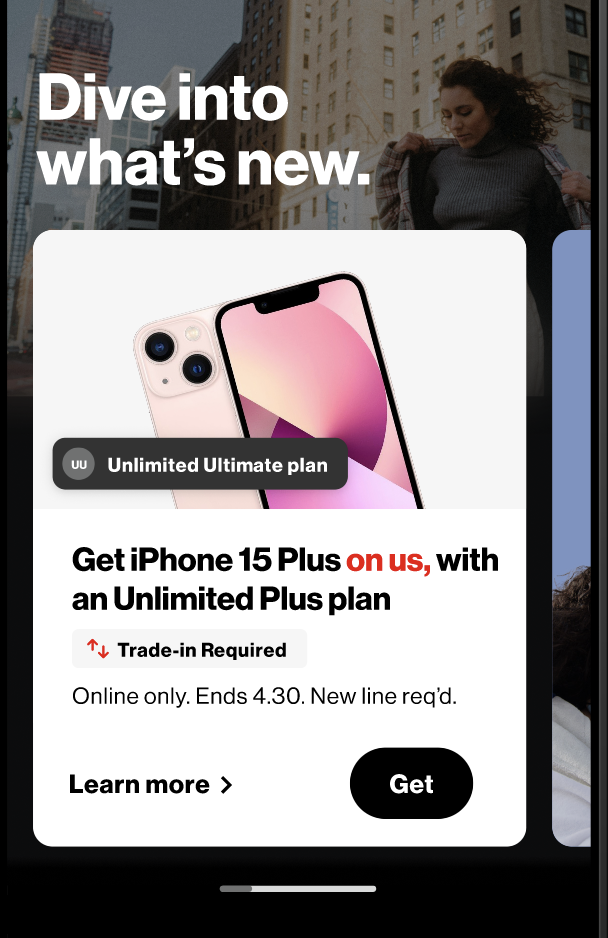 Dive into
what’s new.
UU Unlimited Ultimate plan
Get iPhone 15 Plus on us, with
an Unlimited Plus plan
Trade-in Required
Online only. Ends 4.30. New line req’d.
Learn more
Get